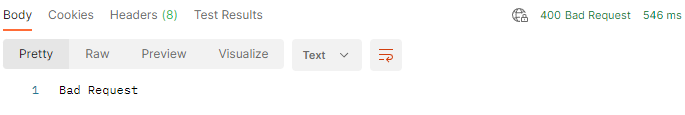 Body Cookies Headers (8) Test Results 400 Bad Request 546 ms
Pretty Raw Preview Visualize Text
1 Bad Request